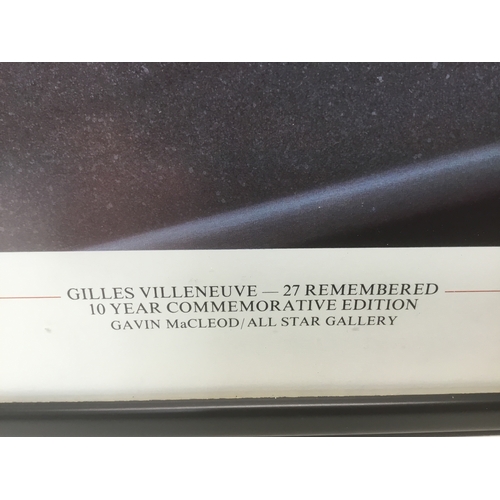 GILLES VILLENEUVE — 27 REMEMBERED
10 YEAR COMMEMORATIVE EDITION
GAVIN MacLEOD/ALL STAR GALLERY